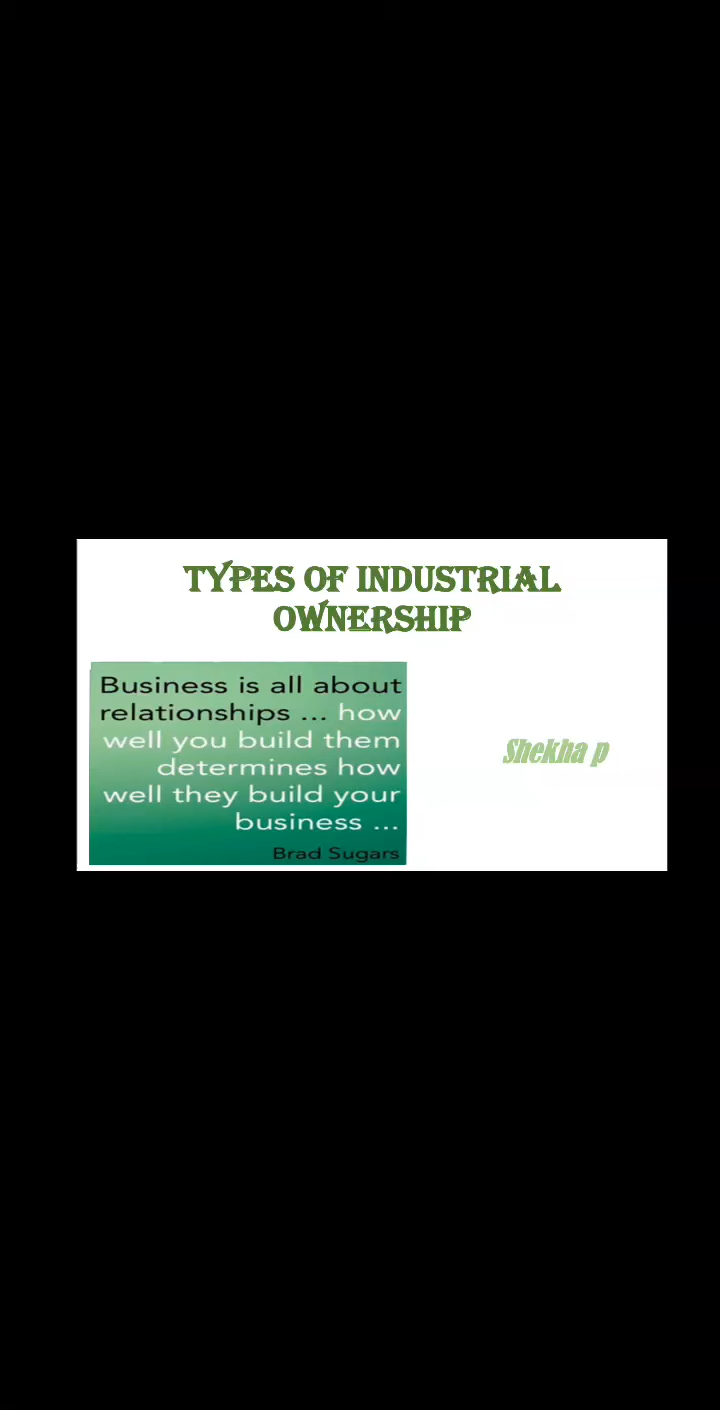 TYPES OF INDUSTRIAL
OWNERSHIP
Business is all about
relationships ... how
well you build them
determines how
well they build your
business ...
Brad Sugars
Shekha p